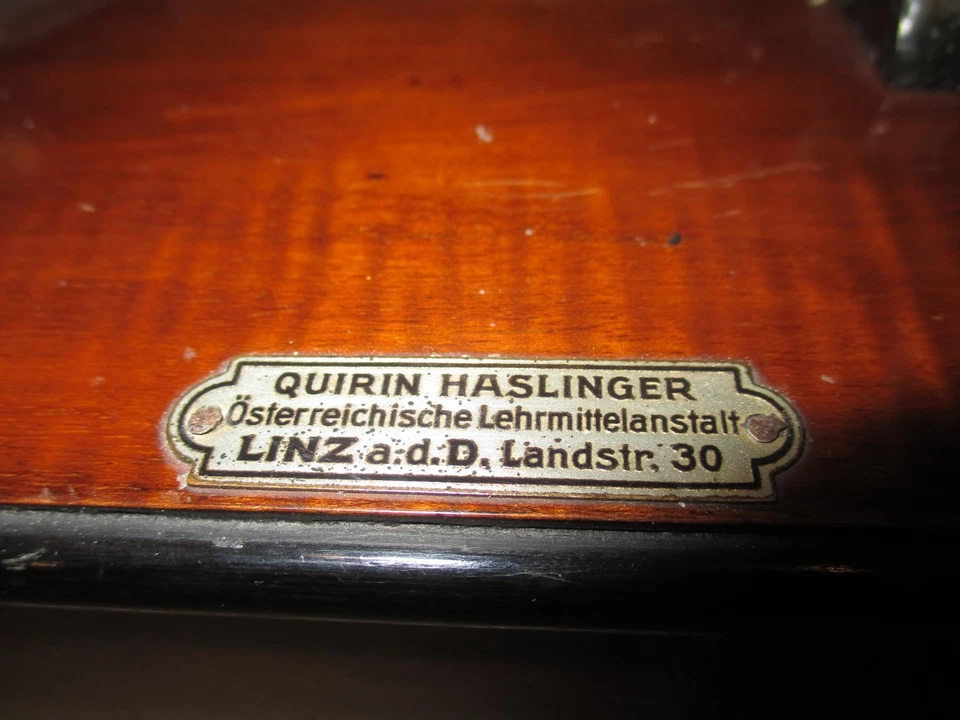 QUIRIN HASLINGER
Österreichische Lehrmittelanstalt
LINZ a.d.D. Landstr. 30